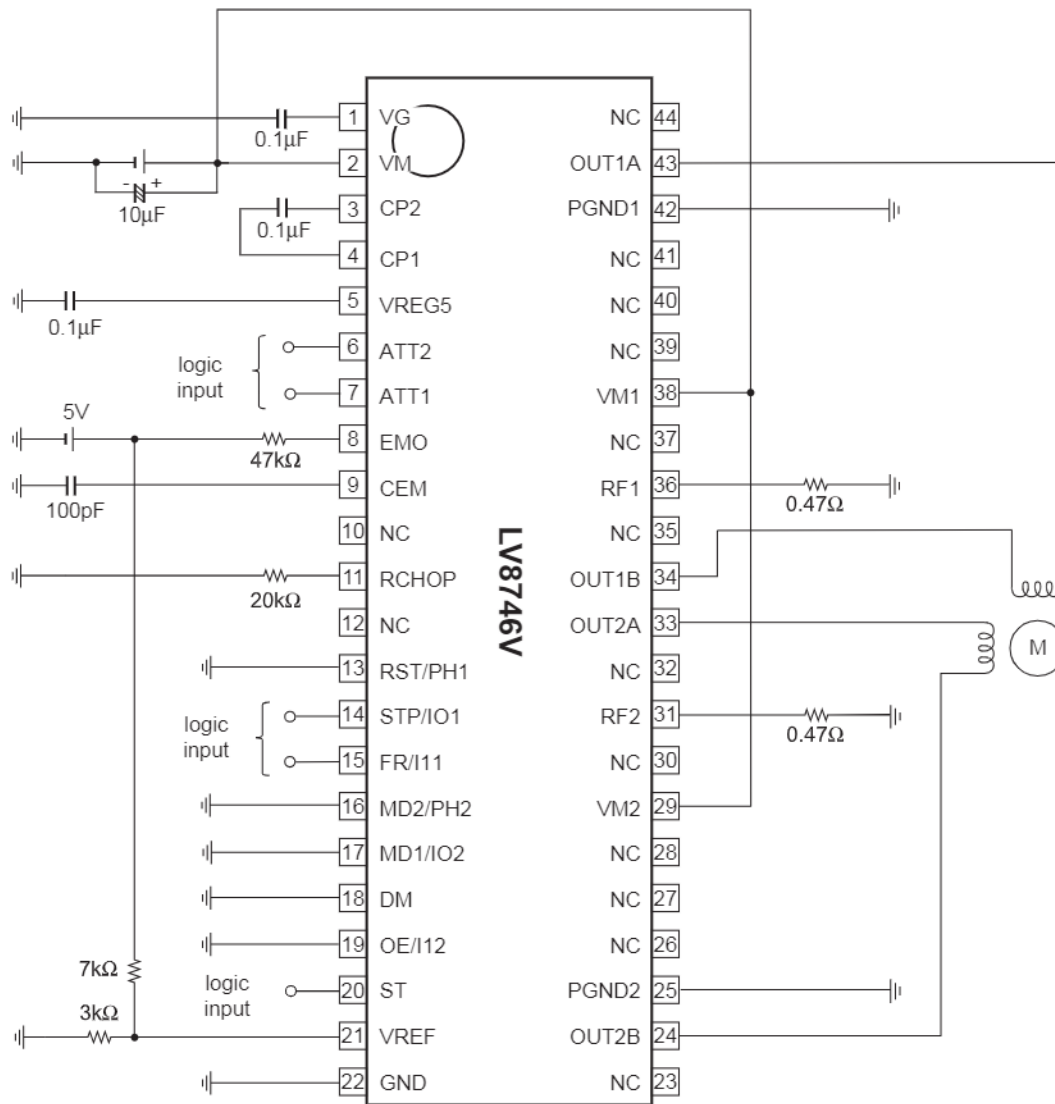 1 VG NC 44
0.1µF
2 VM OUT1A 43
- +
10µF
3 CP2 PGND1 42
0.1µF
4 CP1 NC 41
5 VREG5 NC 40
0.1µF
logic
input
6 ATT2 NC 39
7 ATT1 VM1 38
5V
8 EMO NC 37
47kΩ
9 CEM RF1 36
100pF
0.47Ω
10 NC NC 35
LV8746V
11 RCHOP OUT1B 34
20kΩ
12 NC OUT2A 33
M
13 RST/PH1 NC 32
logic
input
14 STP/IO1 RF2 31
0.47Ω
15 FR/I11 NC 30
16 MD2/PH2 VM2 29
17 MD1/IO2 NC 28
18 DM NC 27
19 OE/I12 NC 26
7kΩ
logic
input
20 ST PGND2 25
3kΩ
21 VREF OUT2B 24
22 GND NC 23